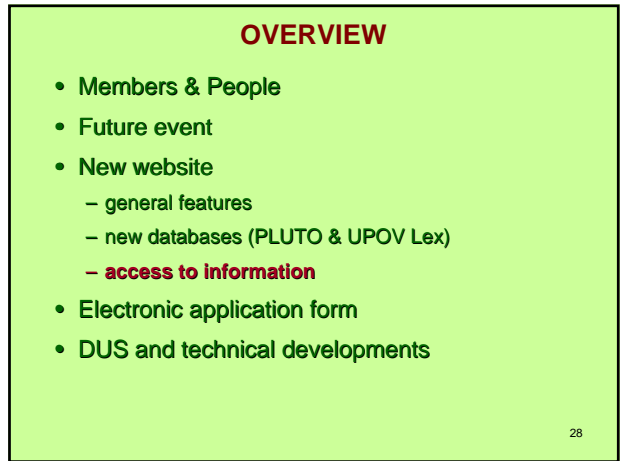 OVERVIEW
• Members & People
• Future event
• New website
– general features
– new databases (PLUTO & UPOV Lex)
– access to information
• Electronic application form
• DUS and technical developments
28